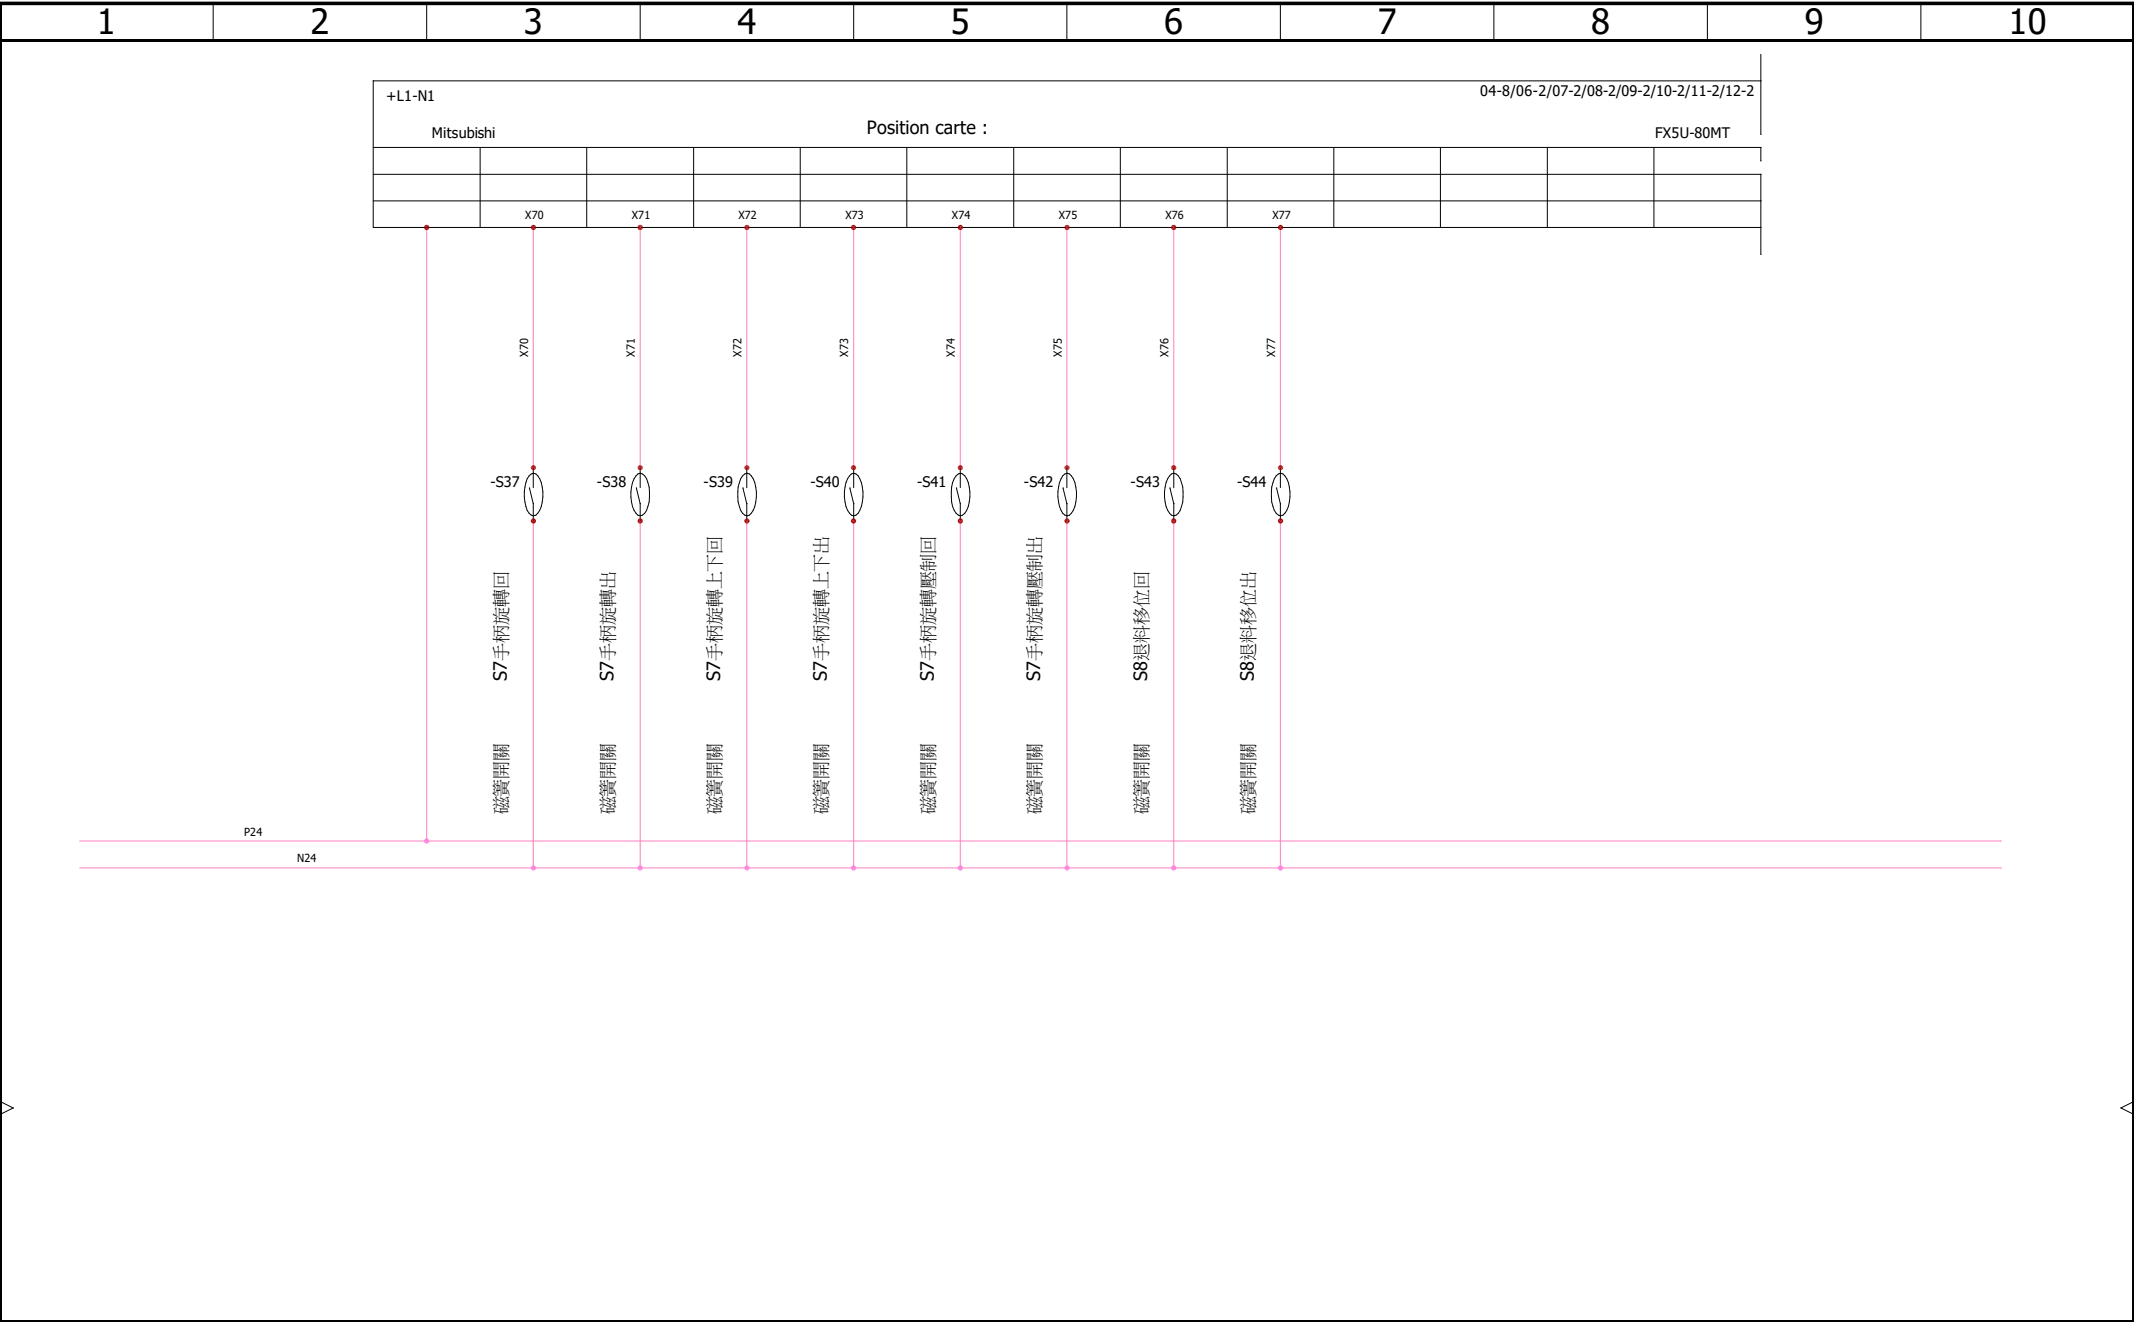 1 2 3 4 5 6 7 8 9 10
+L1-N1 04-8/06-2/07-2/08-2/09-2/10-2/11-2/12-2
Mitsubishi Position carte : FX5U-80MT
X70 X71 X72 X73 X74 X75 X76 X77
X70 X71 X72 X73 X74 X75 X76 X77
-S37 -S38 -S39 -S40 -S41 -S42 -S43 -S44
S7手柄旋轉回
S7手柄旋轉出
S7手柄旋轉上下回
S7手柄旋轉上下出
S7手柄旋轉壓制回
S7手柄旋轉壓制出
S8退料移位回
S8退料移位出
磁簧開關
磁簧開關
磁簧開關
磁簧開關
磁簧開關
磁簧開關
磁簧開關
磁簧開關
P24
N24